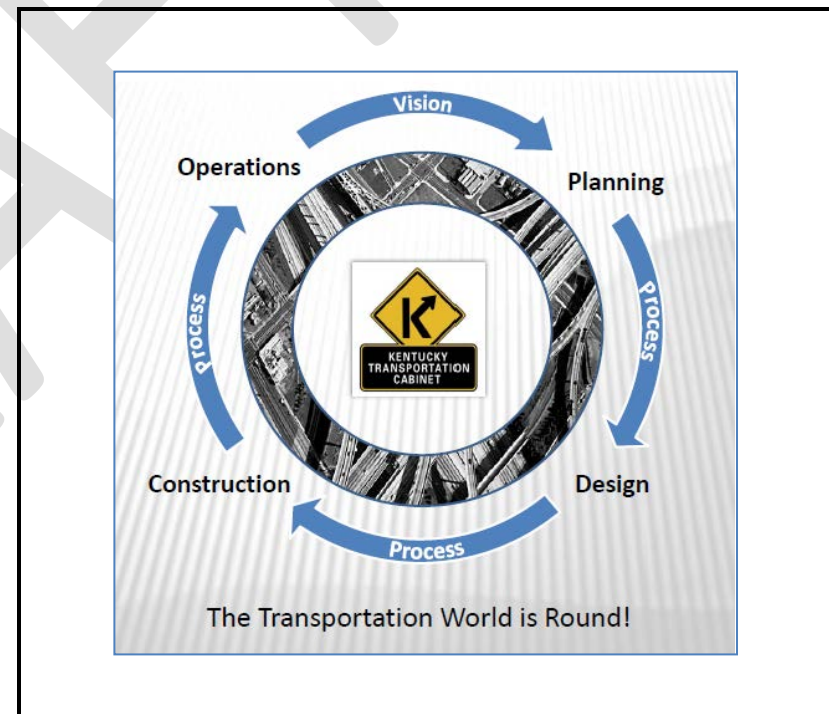 Vision
Operations
Planning
Process
Process
KENTUCKY
TRANSPORTATION
CABINET
Construction
Design
Process
The Transportation World is Round!